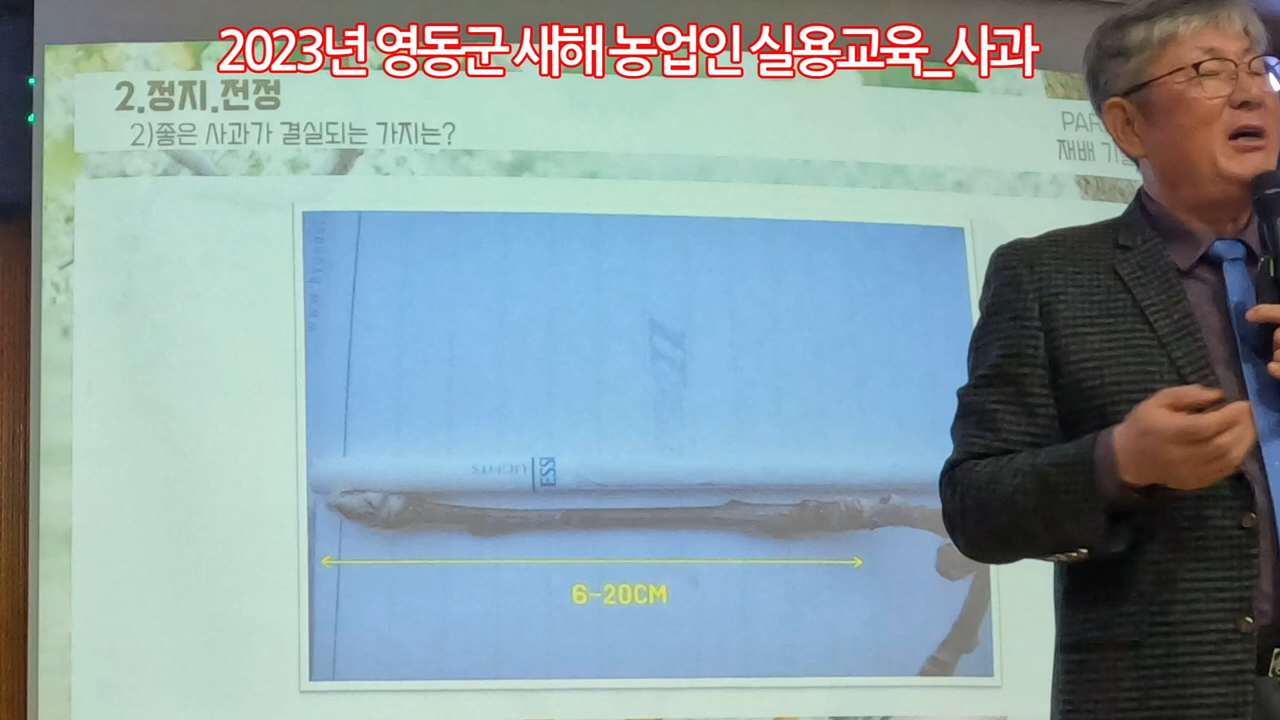 2023년 영동군 새해 농업인 실용교육_사과
2.정지.전정
2)좋은 사과가 결실되는 가지는?
재배
LIGHTS
ESS
6~20CM